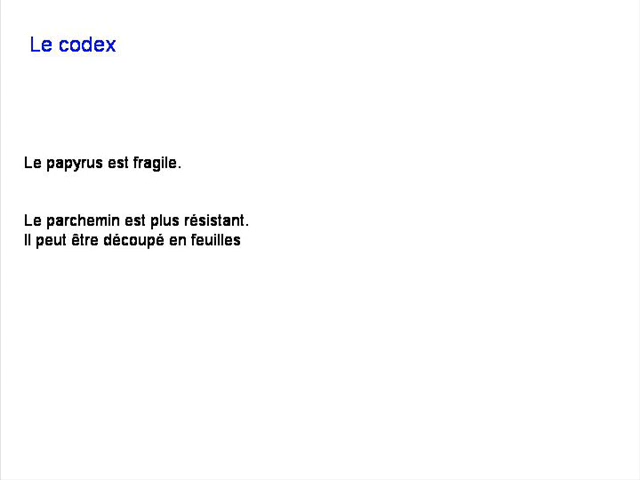 Le codex
Le papyrus est fragile.
Le parchemin est plus résistant.
Il peut être découpé en feuilles